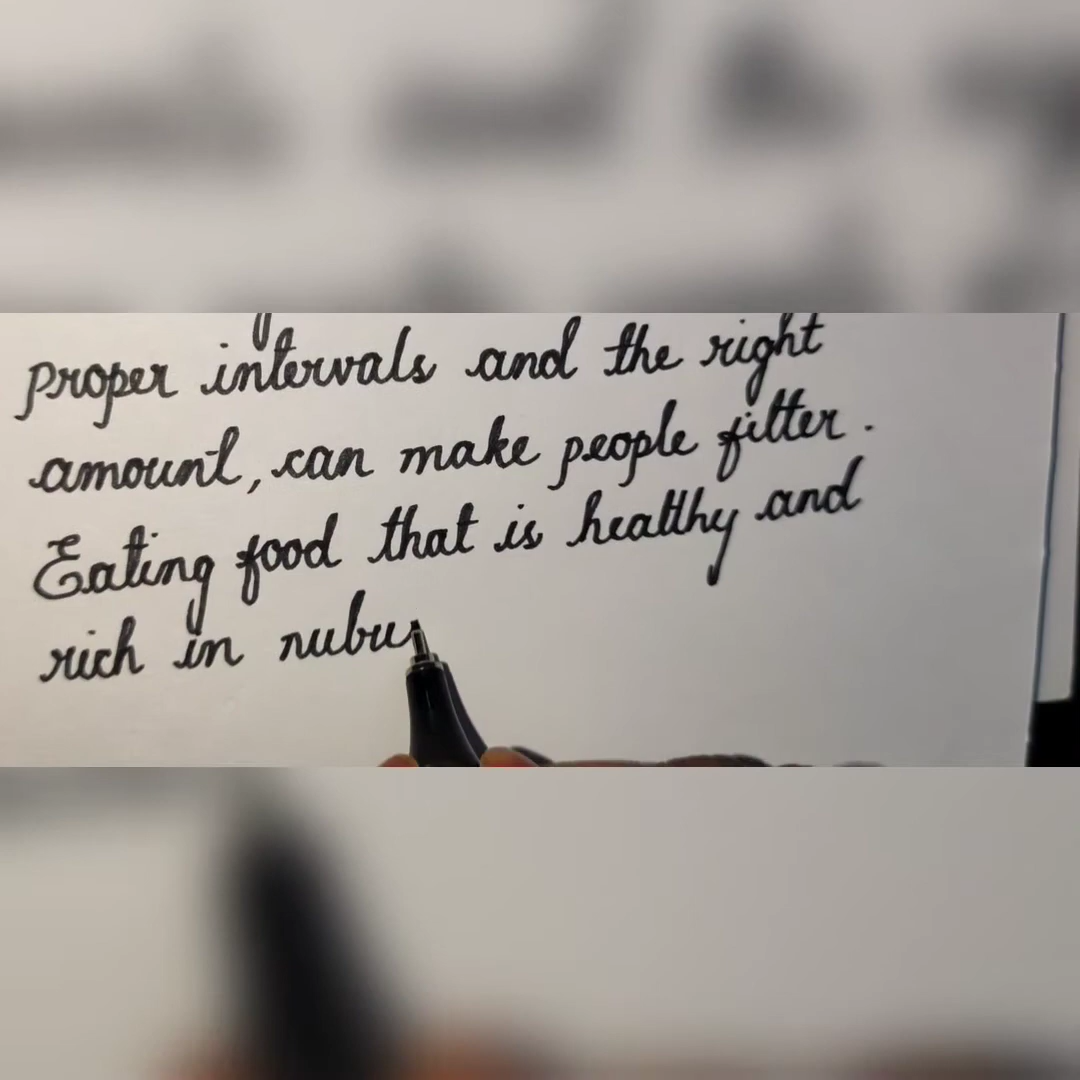 proper intervals and the right
amount, can make people fitter.
Eating food that is healthy and
rich in